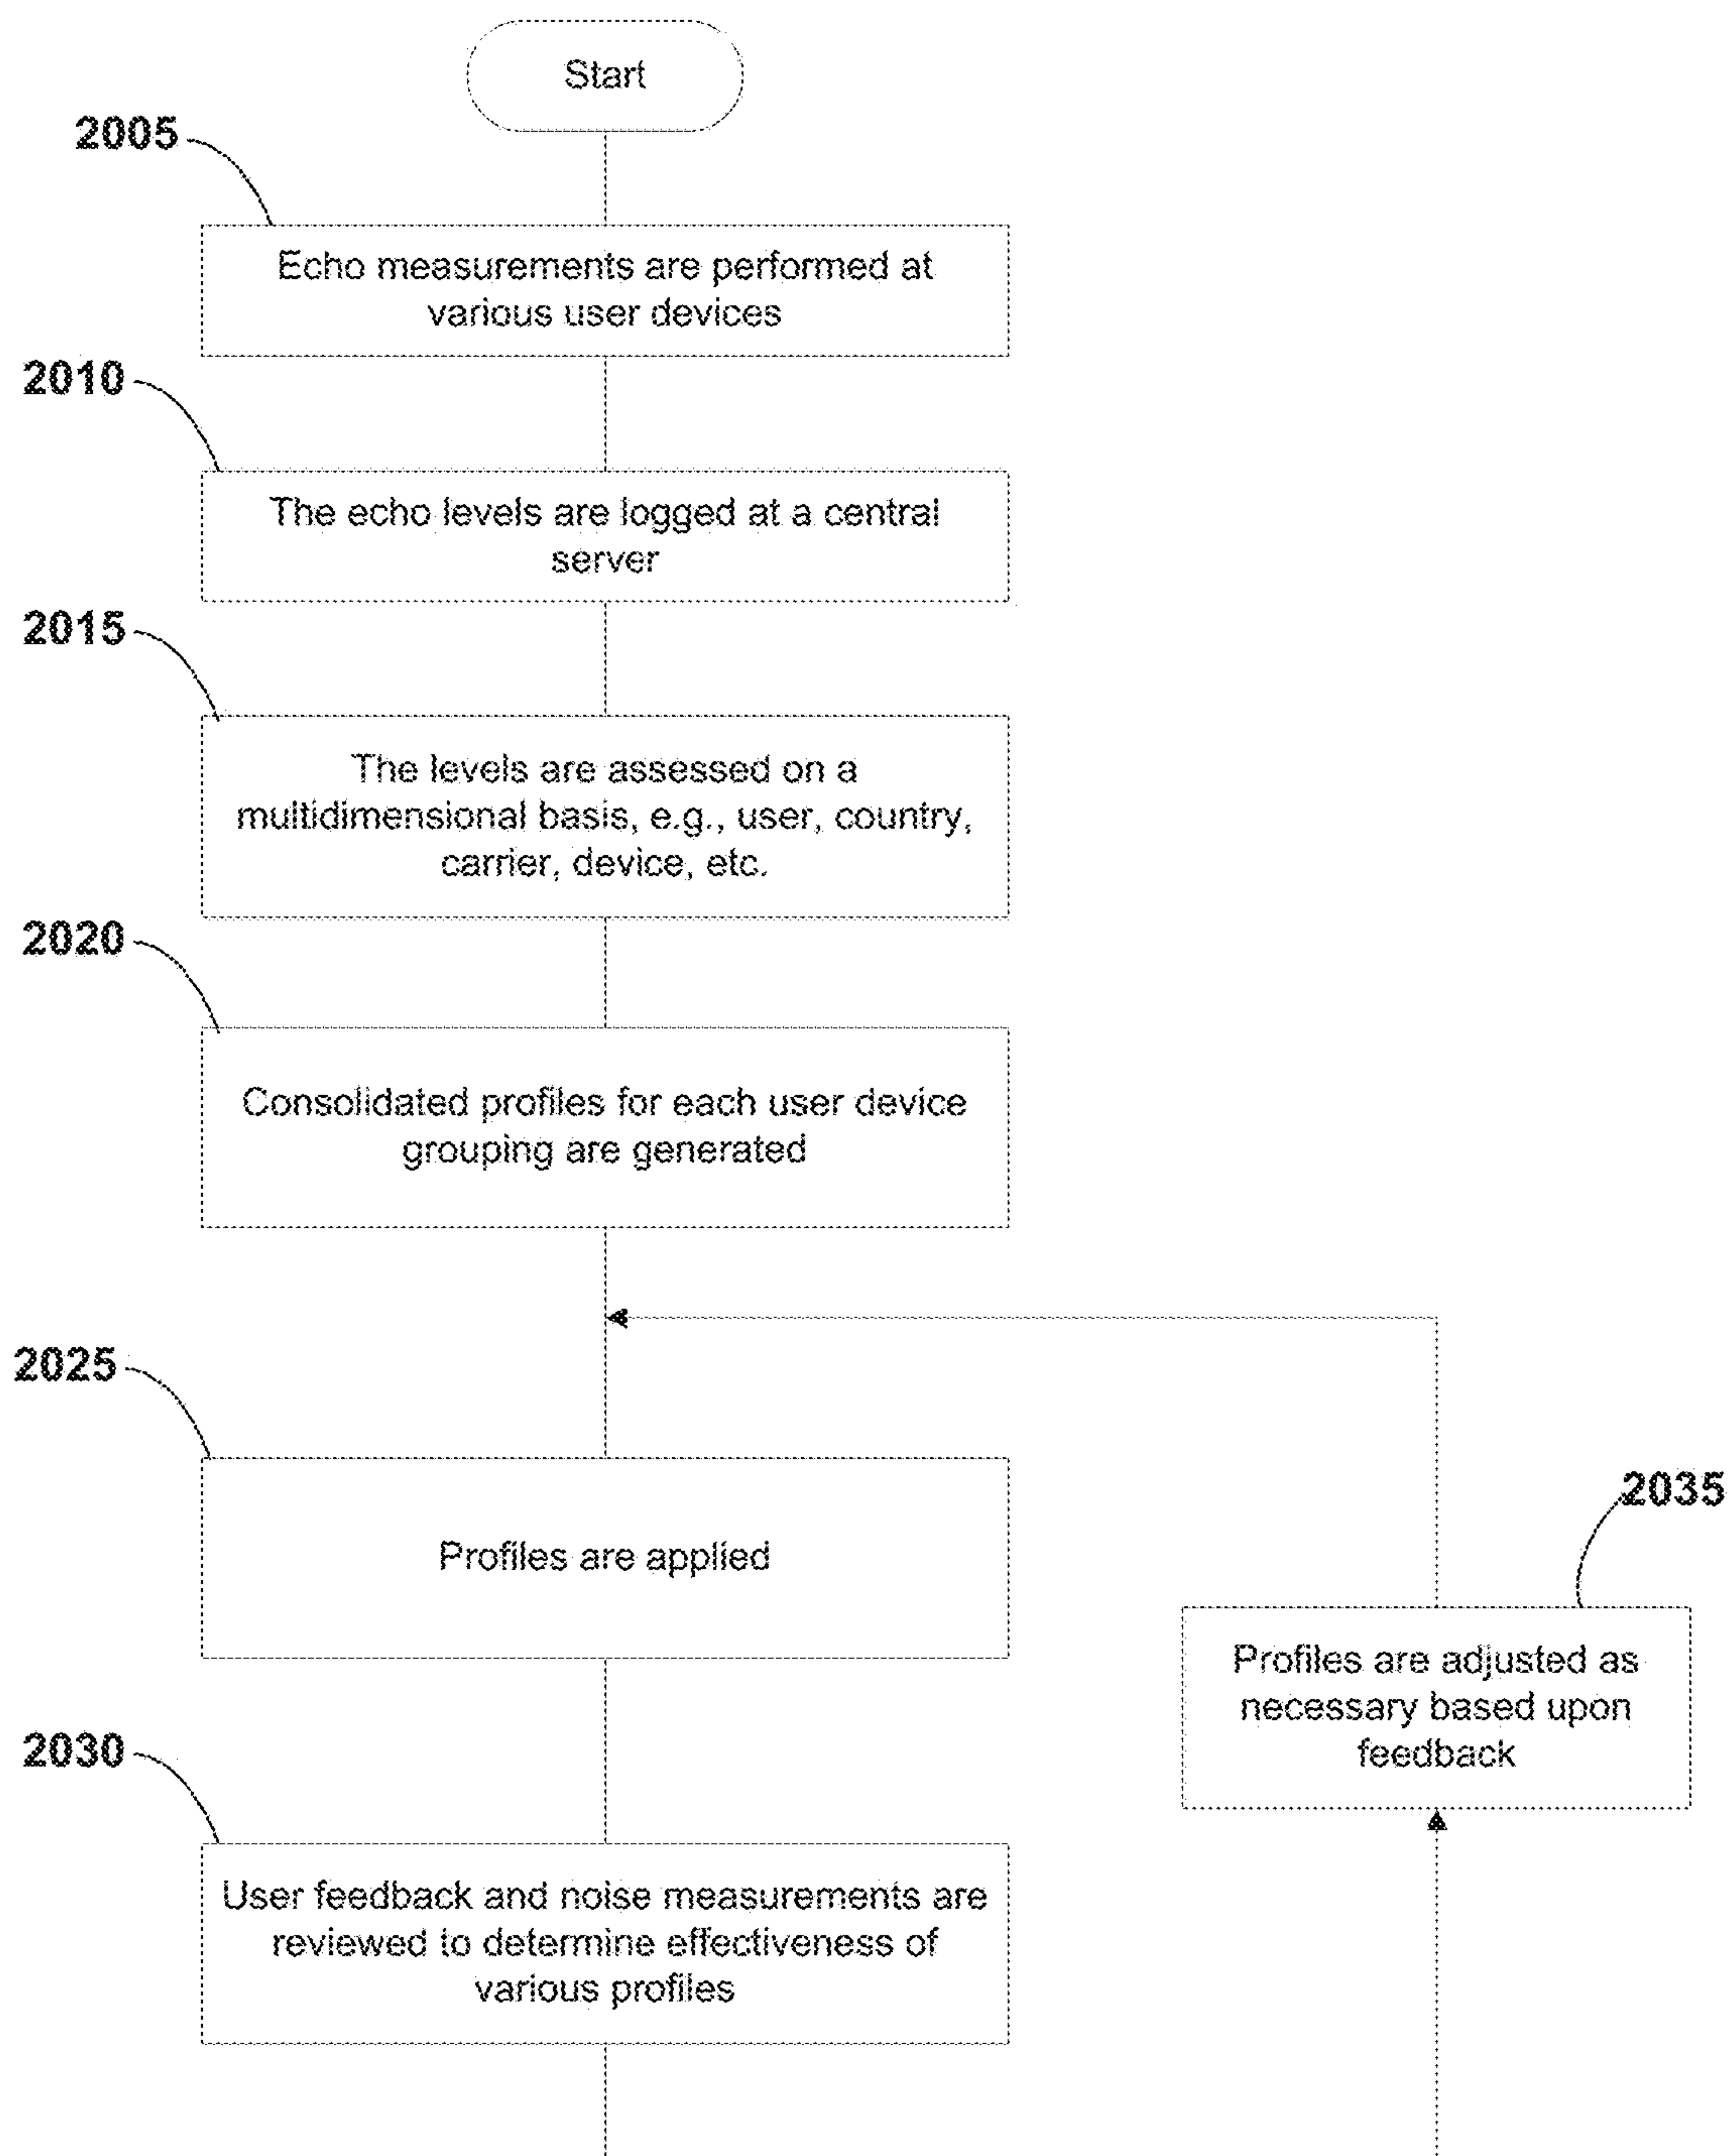 Start
2005
Echo measurements are performed at
various user devices
2010
The echo levels are logged at a central
server
2015
The levels are assessed on a
multidimensional basis, e.g., user, country,
carrier, device, etc.
2020
Consolidated profiles for each user device
grouping are generated
2025
Profiles are applied
2035
Profiles are adjusted as
necessary based upon
feedback
2030
User feedback and noise measurements are
reviewed to determine effectiveness of
various profiles